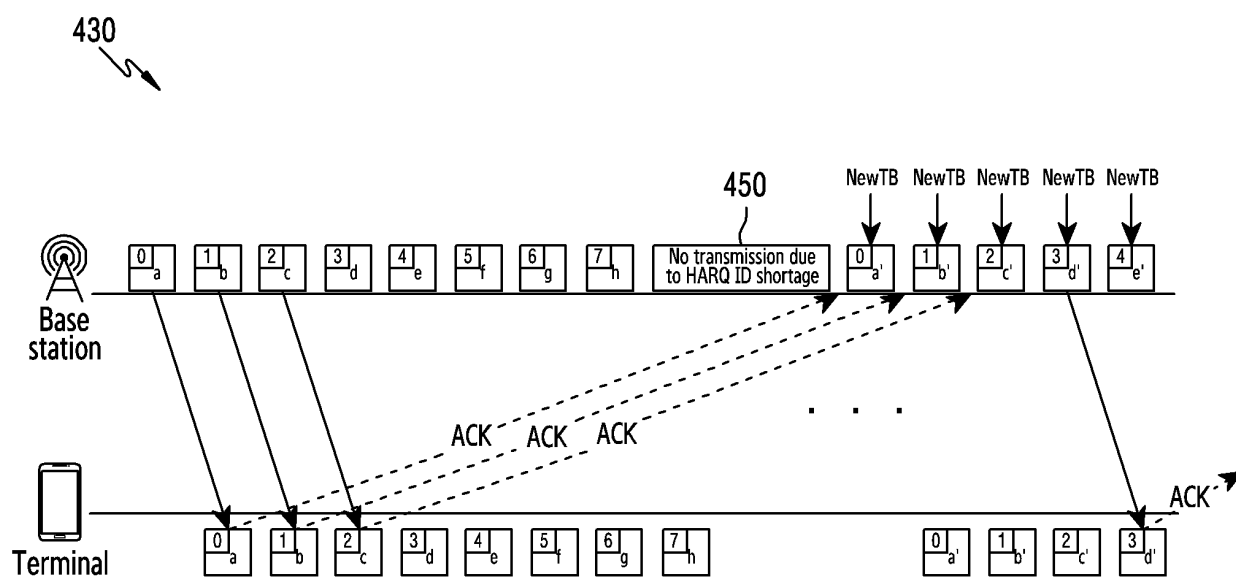 430
450
NewTB NewTB NewTB NewTB NewTB
0 a 1 b 2 c 3 d 4 e 5 f 6 g 7 h No transmission due 0 a' 1 b' 2 c' 3 d' 4 e'
to HARQ ID shortage
Base
station
ACK ACK ACK
. . .
ACK
0 a 1 b 2 c 3 d 4 e 5 f 6 g 7 h 0 a' 1 b' 2 c' 3 d'
Terminal